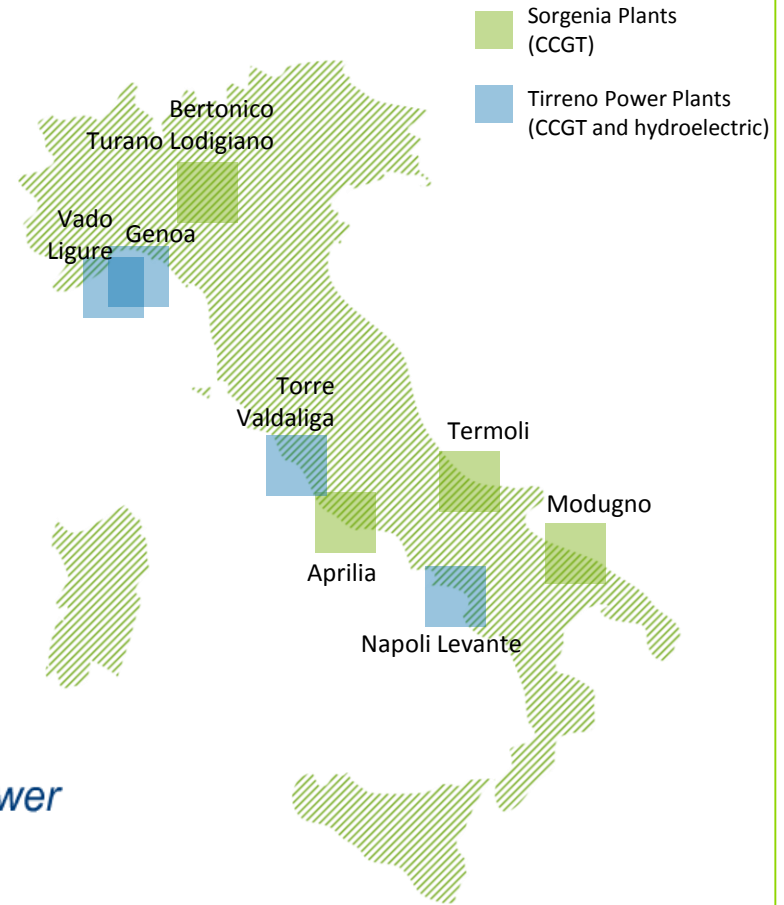 Sorgenia Plants
(CCGT)
Tirreno Power Plants
(CCGT and hydroelectric)
Bertonico
Turano Lodigiano
Vado
Ligure
Genoa
Torre
Valdaliga
Termoli
Modugno
Aprilia
Napoli Levante
wer